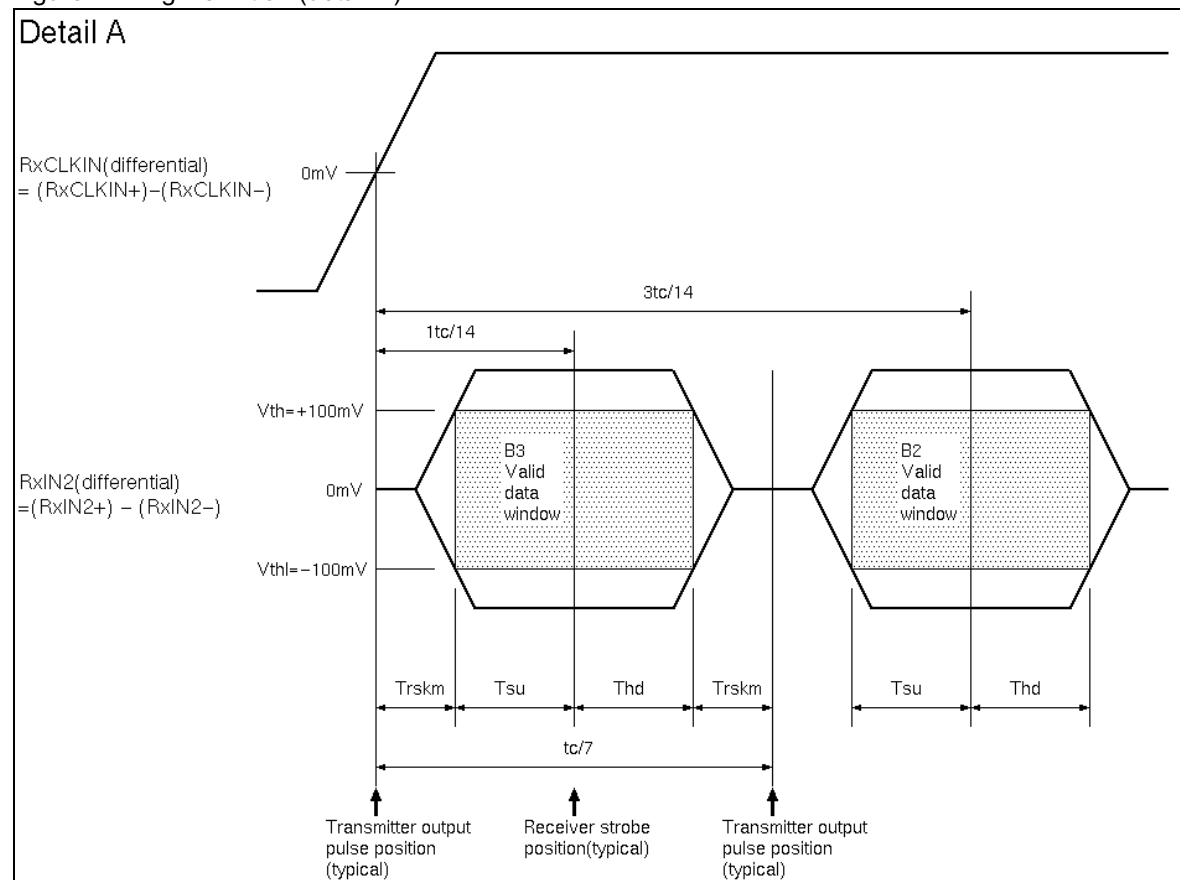 Detail A
RxCLKIN(differential)
= (RxCLKIN+)−(RxCLKIN−)
0mV
3tc/14
1tc/14
Vth=+100mV
B3
Valid
data
window
B2
Valid
data
window
RxIN2(differential)
=(RxIN2+) − (RxIN2−)
0mV
Vthl=−100mV
Trskm
Tsu
Thd
Trskm
Tsu
Thd
tc/7
Transmitter output
pulse position
(typical)
Receiver strobe
position(typical)
Transmitter output
pulse position
(typical)